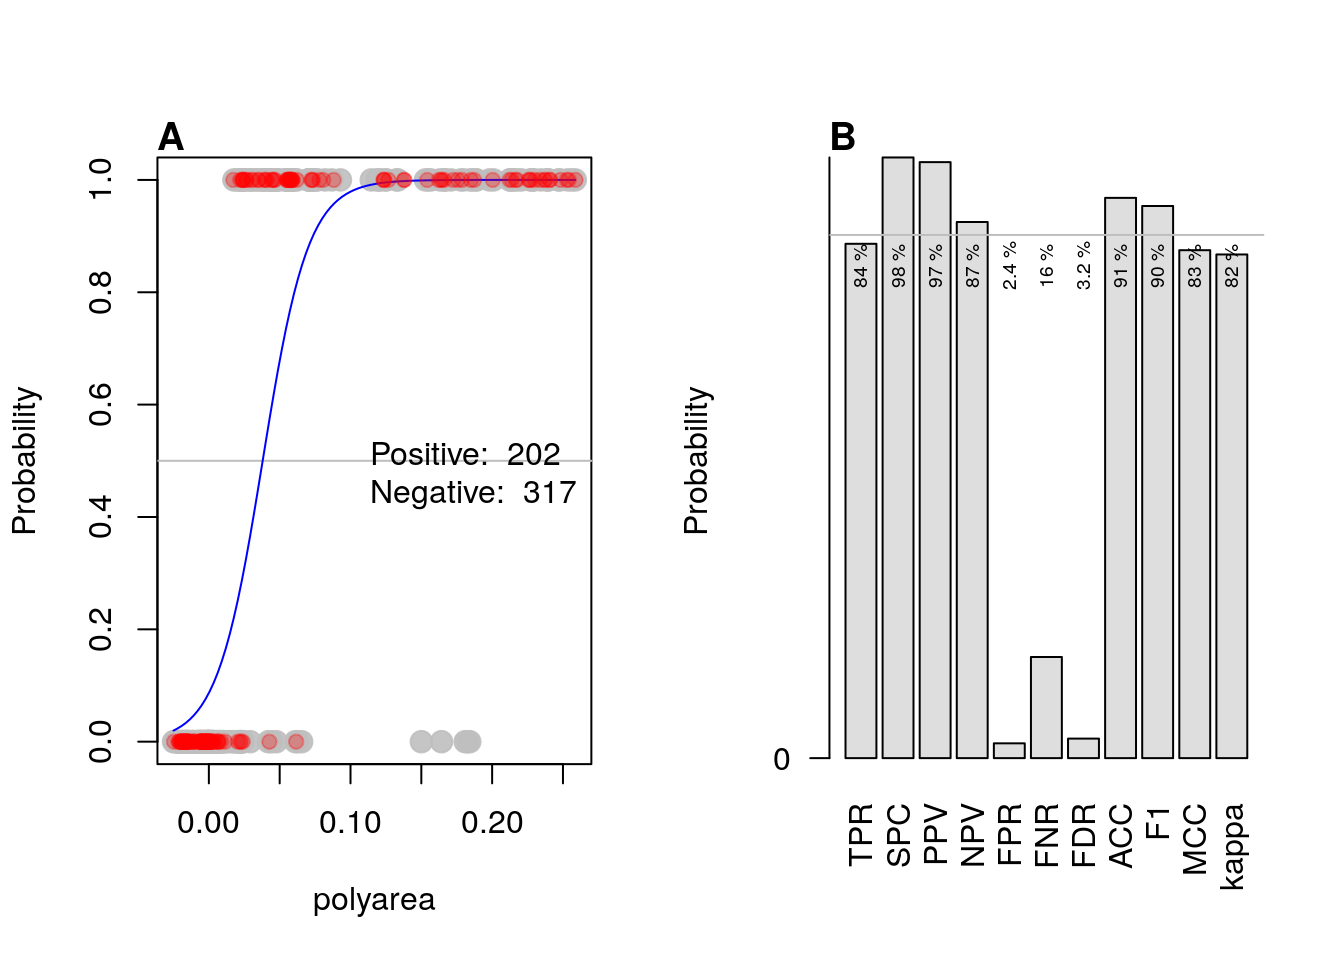 A
1.0
0.8
0.6
0.4
0.2
0.0
Probability
Positive: 202
Negative: 317
0.00 0.10 0.20
polyarea
B
Probability
0
84 % 98 % 97 % 87 % 2.4 % 16 % 3.2 % 91 % 90 % 83 % 82 %
TPR SPC PPV NPV FPR FNR FDR ACC F1 MCC kappa